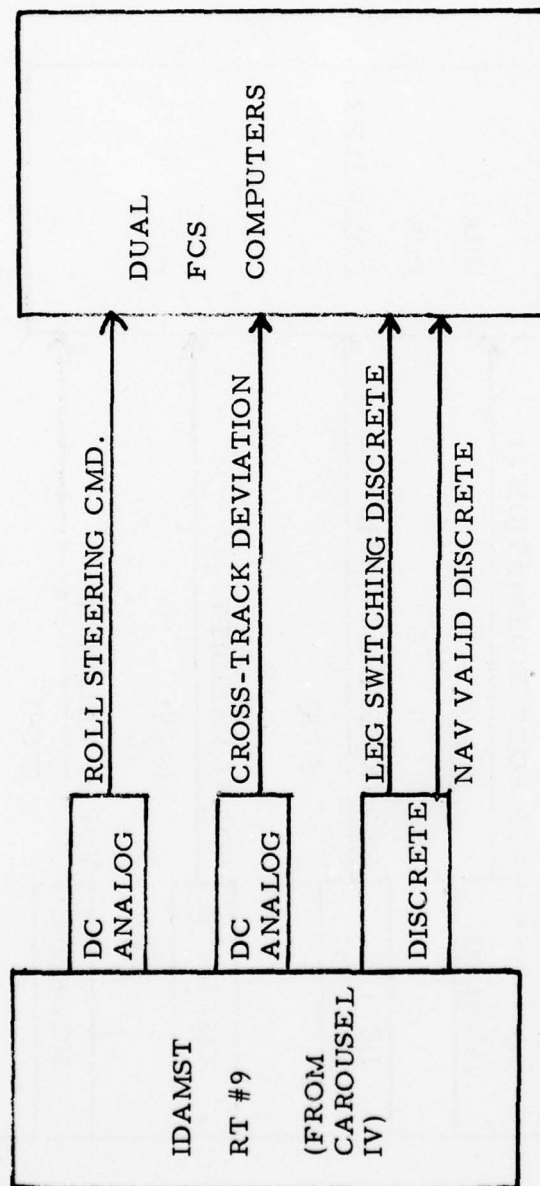 IDAMST
RT #9
(FROM
CAROUSEL
IV)
DC
ANALOG
DC
ANALOG
DISCRETE
ROLL STEERING CMD.
CROSS-TRACK DEVIATION
LEG SWITCHING DISCRETE
NAV VALID DISCRETE
DUAL
FCS
COMPUTERS